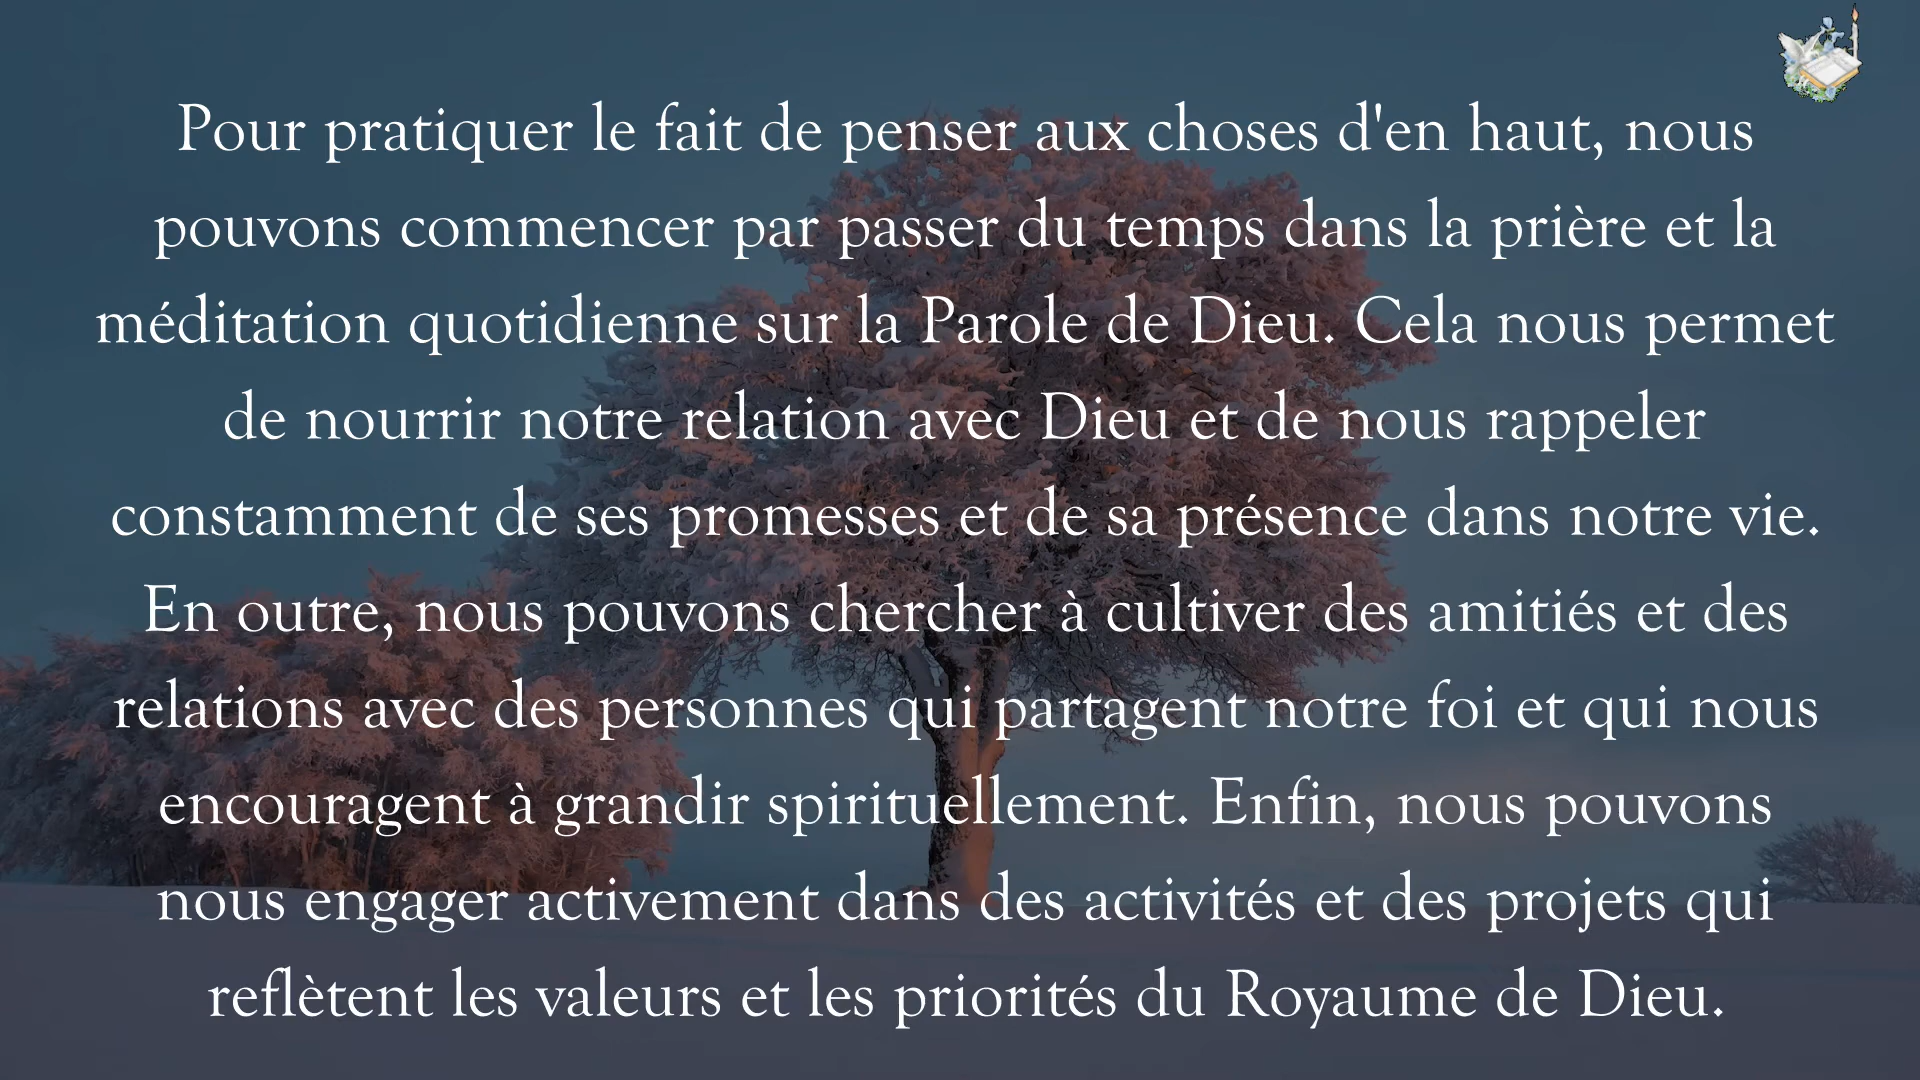 Pour pratiquer le fait de penser aux choses d'en haut, nous
pouvons commencer par passer du temps dans la prière et la
méditation quotidienne sur la Parole de Dieu. Cela nous permet
de nourrir notre relation avec Dieu et de nous rappeler
constamment de ses promesses et de sa présence dans notre vie.
En outre, nous pouvons chercher à cultiver des amitiés et des
relations avec des personnes qui partagent notre foi et qui nous
encouragent à grandir spirituellement. Enfin, nous pouvons
nous engager activement dans des activités et des projets qui
reflètent les valeurs et les priorités du Royaume de Dieu.